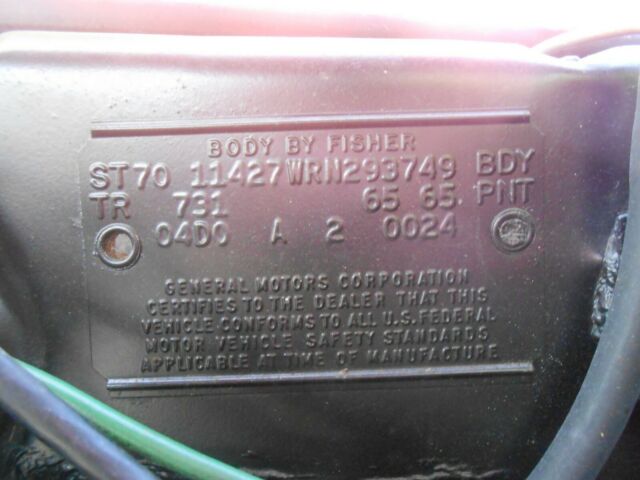 BODY BY FISHER
ST70 11427WRN293749 BDY
TR 731 65 65 PNT
04D0 A 2 0024
GENERAL MOTORS CORPORATION
CERTIFIES TO THE DEALER THAT THIS
VEHICLE CONFORMS TO ALL U.S. FEDERAL
MOTOR VEHICLE SAFETY STANDARDS
APPLICABLE AT TIME OF MANUFACTURE